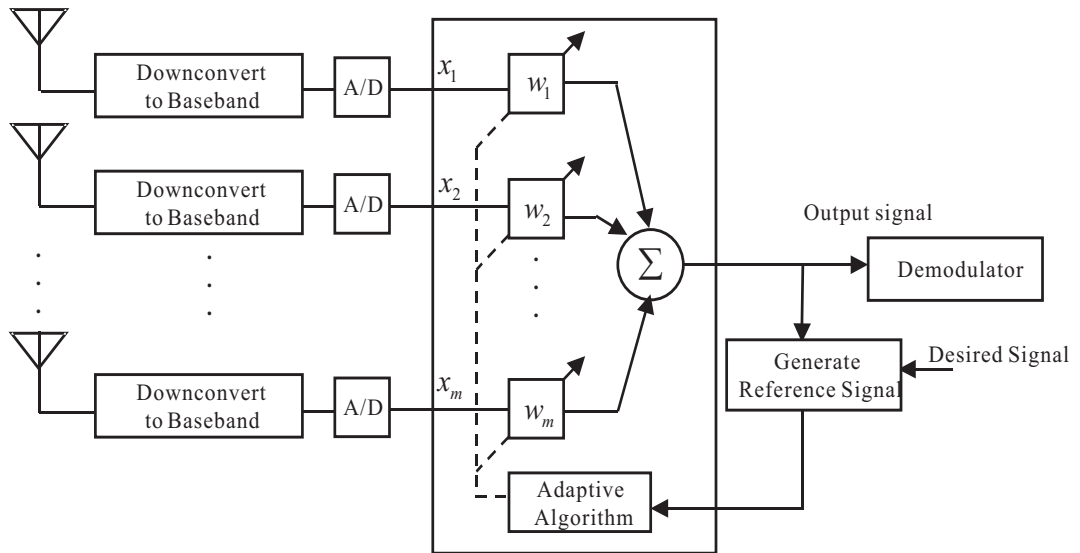 Downconvert
to Baseband
A/D
x₁
w₁
Downconvert
to Baseband
A/D
x₂
w₂
Output signal
Σ
Demodulator
Generate
Reference Signal
Desired Signal
Downconvert
to Baseband
A/D
xₘ
wₘ
Adaptive
Algorithm